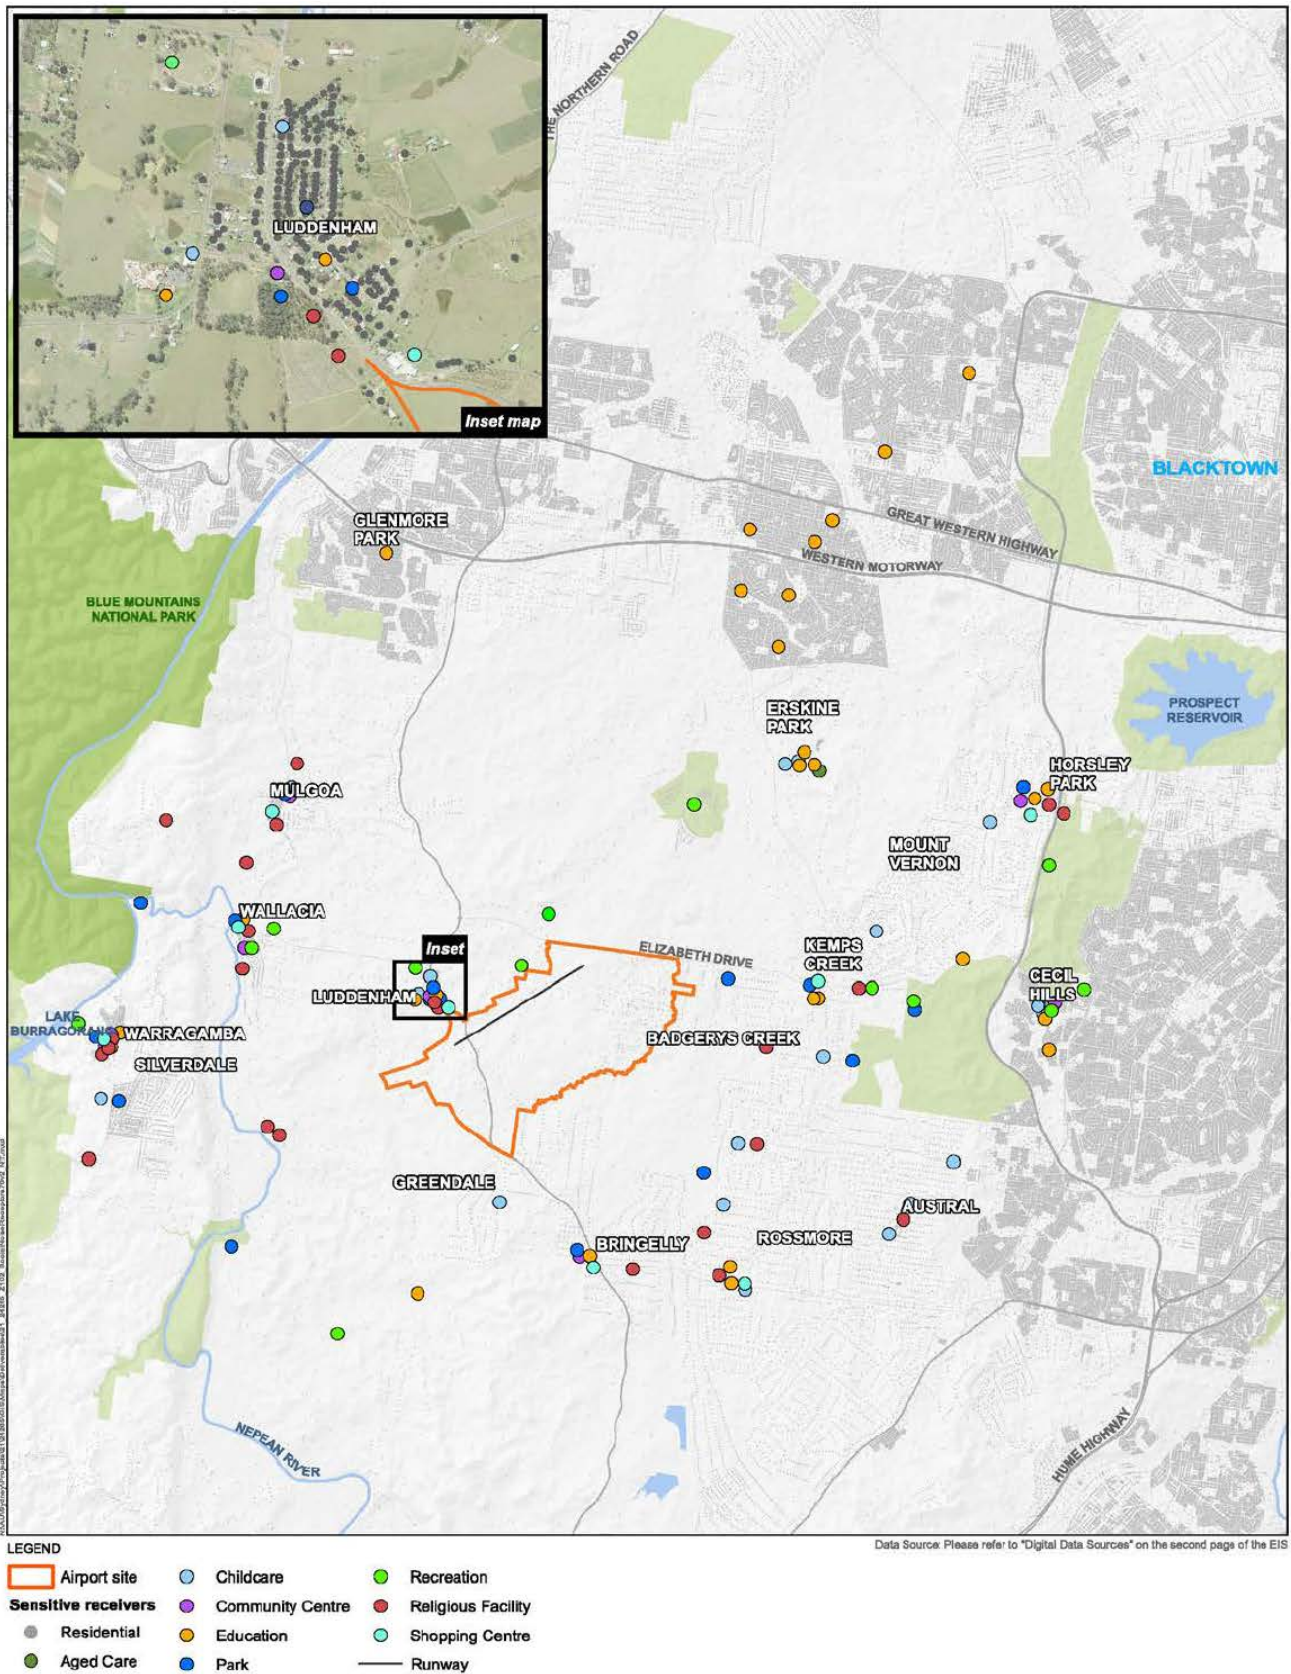 THE NORTHERN ROAD
LUDDENHAM
Inset map
BLACKTOWN
GLENMORE
PARK
GREAT WESTERN HIGHWAY
WESTERN MOTORWAY
BLUE MOUNTAINS
NATIONAL PARK
PROSPECT
RESERVOIR
ERSKINE
PARK
HORSLEY
PARK
MULGOA
MOUNT
VERNON
WALLACIA
Inset
ELIZABETH DRIVE
KEMPS
CREEK
CECIL
HILLS
LUDDENHAM
LAKE
BURRAGORANG
WARRAGAMBA
BADGERYS CREEK
SILVERDALE
GREENDALE
AUSTRAL
BRINGELLY
ROSSMORE
NEPEAN RIVER
HUME HIGHWAY
Data Source: Please refer to "Digital Data Sources" on the second page of the EIS
LEGEND
Airport site
Sensitive receivers
Residential
Aged Care
Childcare
Community Centre
Education
Park
Recreation
Religious Facility
Shopping Centre
Runway